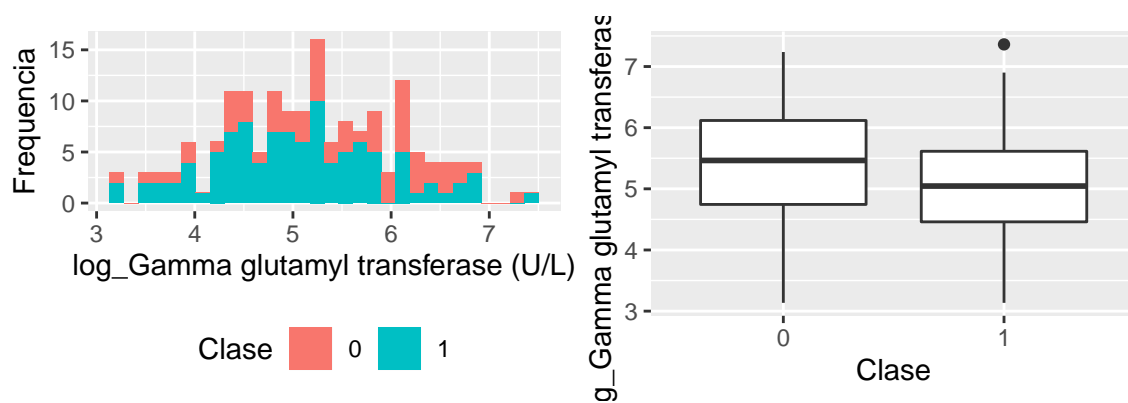 Frequencia
15
10
5
0
3 4 5 6 7
log_Gamma glutamyl transferase (U/L)
Clase 0 1
g_Gamma glutamyl transferas
7
6
5
4
3
0 1
Clase